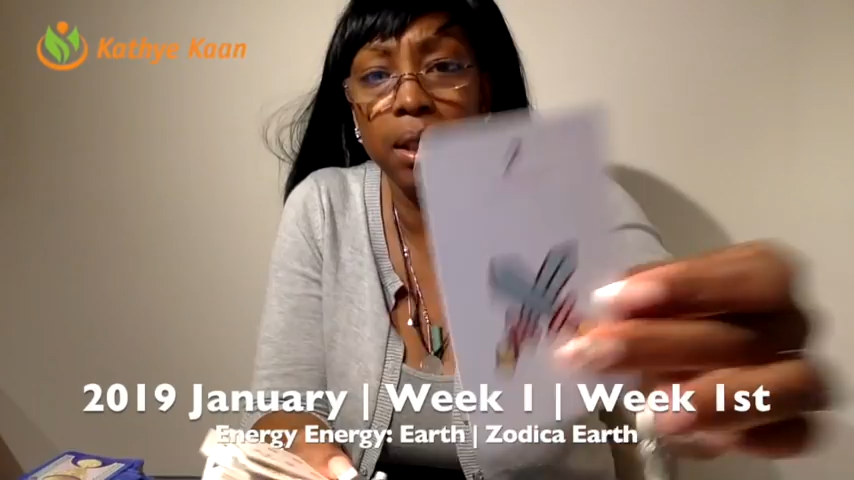 Kathye Kaan
2019 January | Week 1 | Week 1st
Energy Energy: Earth | Zodica Earth